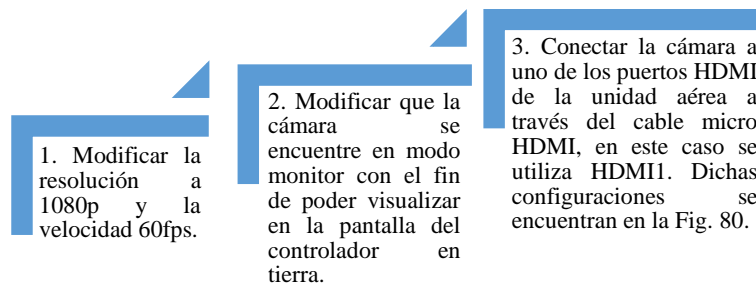 1. Modificar la
resolución a
1080p y la
velocidad 60fps.
2. Modificar que la
cámara se
encuentre en modo
monitor con el fin
de poder visualizar
en la pantalla del
controlador en
tierra.
3. Conectar la cámara a
uno de los puertos HDMI
de la unidad aérea a
través del cable micro
HDMI, en este caso se
utiliza HDMI1. Dichas
configuraciones se
encuentran en la Fig. 80.